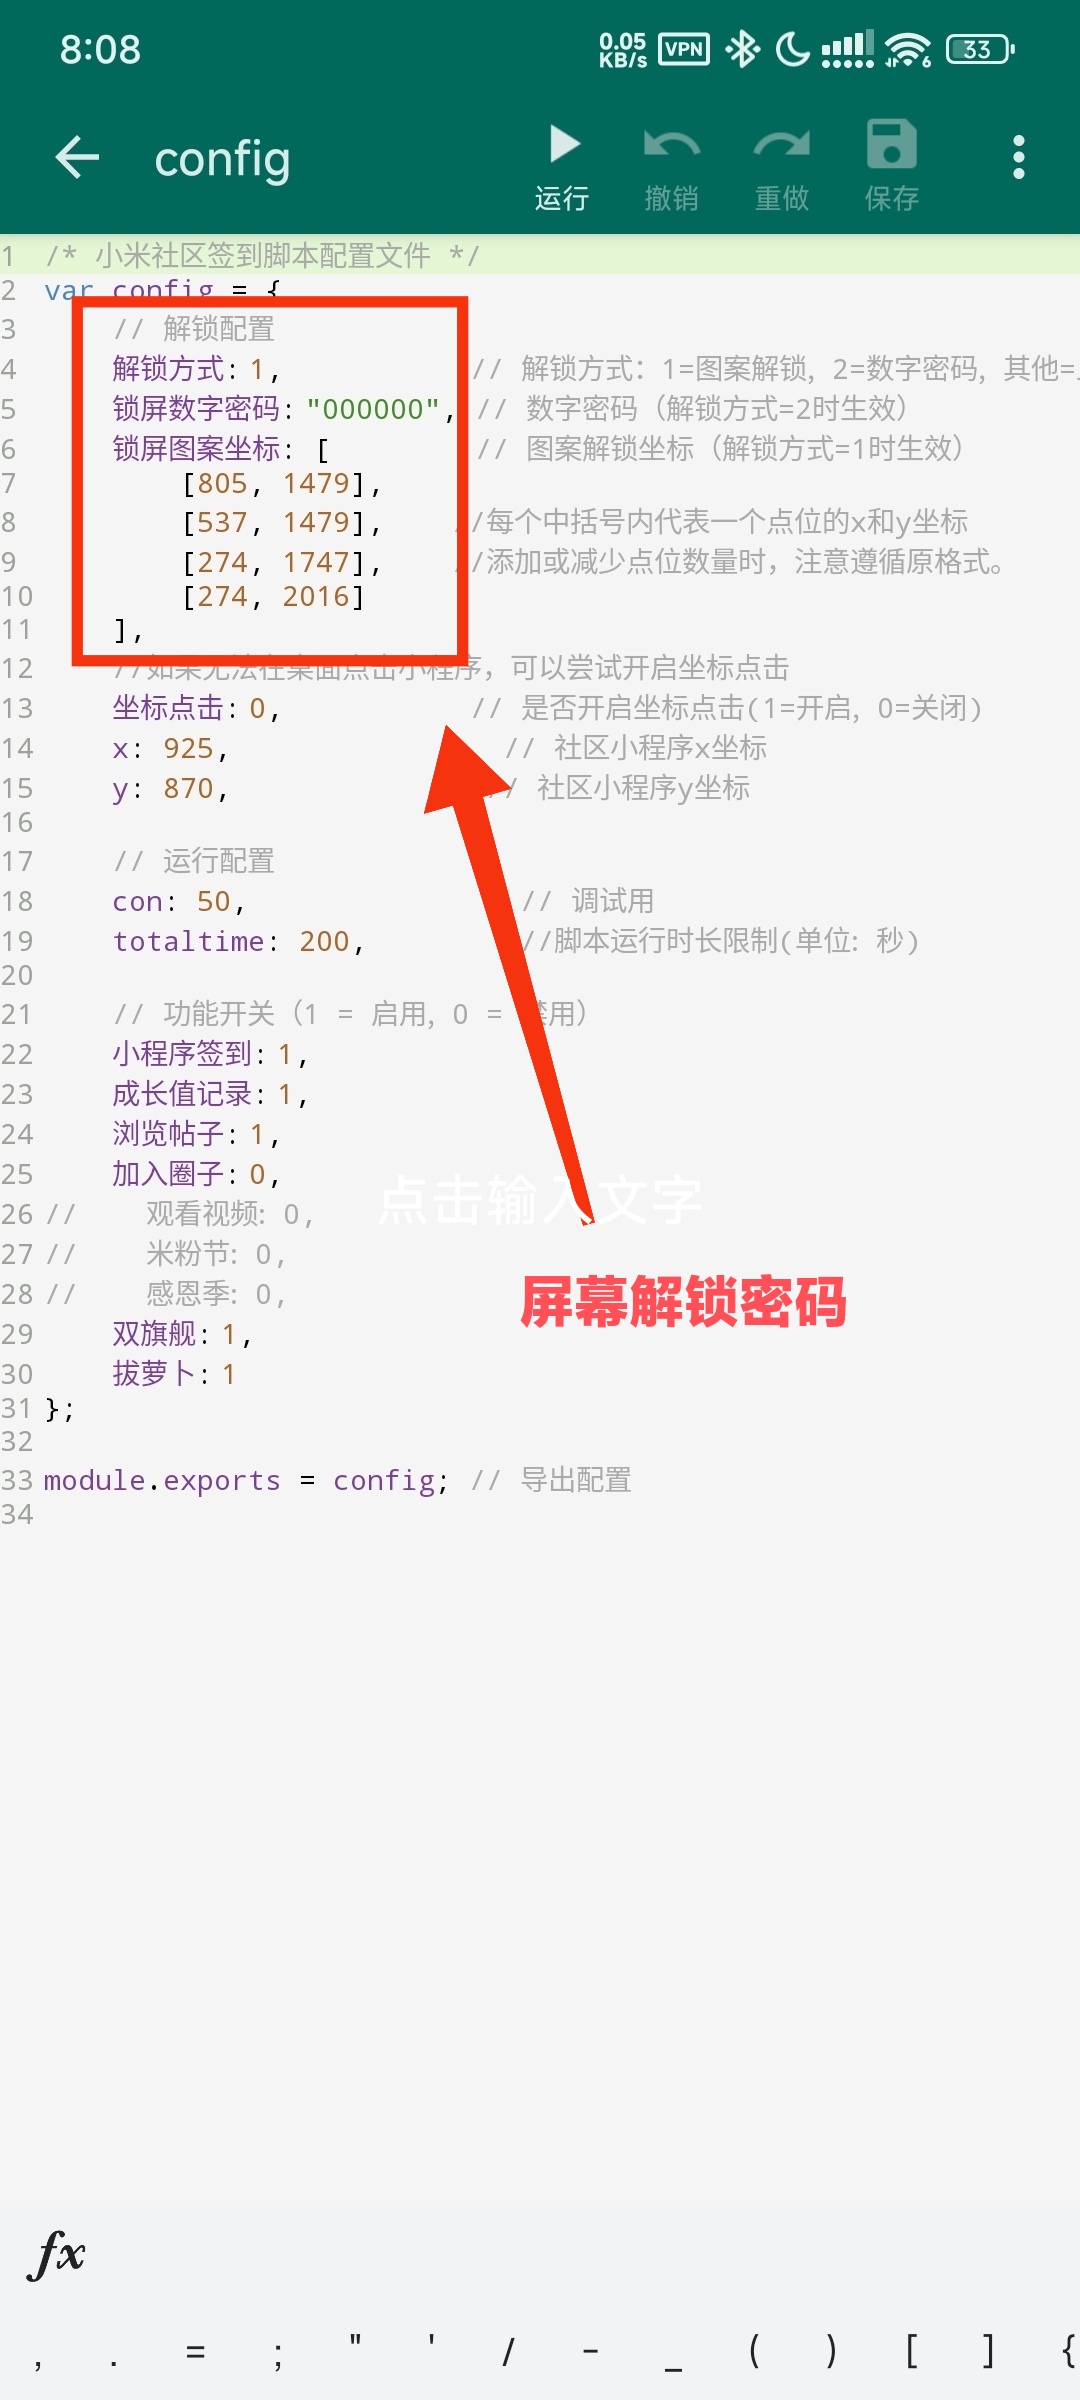 8:08
0.05 KB/s VPN 6 33
config
运行 撤销 重做 保存
1 /* 小米社区签到脚本配置文件 */
2 var config = {
3 // 解锁配置
4 解锁方式: 1, // 解锁方式: 1=图案解锁, 2=数字密码, 其他=
5 锁屏数字密码: "000000", // 数字密码（解锁方式=2时生效）
6 锁屏图案坐标: [ // 图案解锁坐标（解锁方式=1时生效）
7 [805, 1479],
8 [537, 1479], //每个中括号内代表一个点位的x和y坐标
9 [274, 1747], //添加或减少点位数量时，注意遵循原格式。
10 [274, 2016]
11 ],
12 //如果无法在桌面点击小程序，可以尝试开启坐标点击
13 坐标点击: 0, // 是否开启坐标点击(1=开启, 0=关闭)
14 x: 925, // 社区小程序x坐标
15 y: 870, // 社区小程序y坐标
16
17 // 运行配置
18 con: 50, // 调试用
19 totaltime: 200, //脚本运行时长限制(单位: 秒)
20
21 // 功能开关（1 = 启用, 0 = 禁用）
22 小程序签到: 1,
23 成长值记录: 1,
24 浏览帖子: 1,
25 加入圈子: 0,
点击输入文字
26 // 观看视频: 0,
27 // 米粉节: 0,
28 // 感恩季: 0,
屏幕解锁密码
29 双旗舰: 1,
30 拔萝卜: 1
31 };
32
33 module.exports = config; // 导出配置
34
fx
, . = ; " ' / - _ ( ) [ ] {